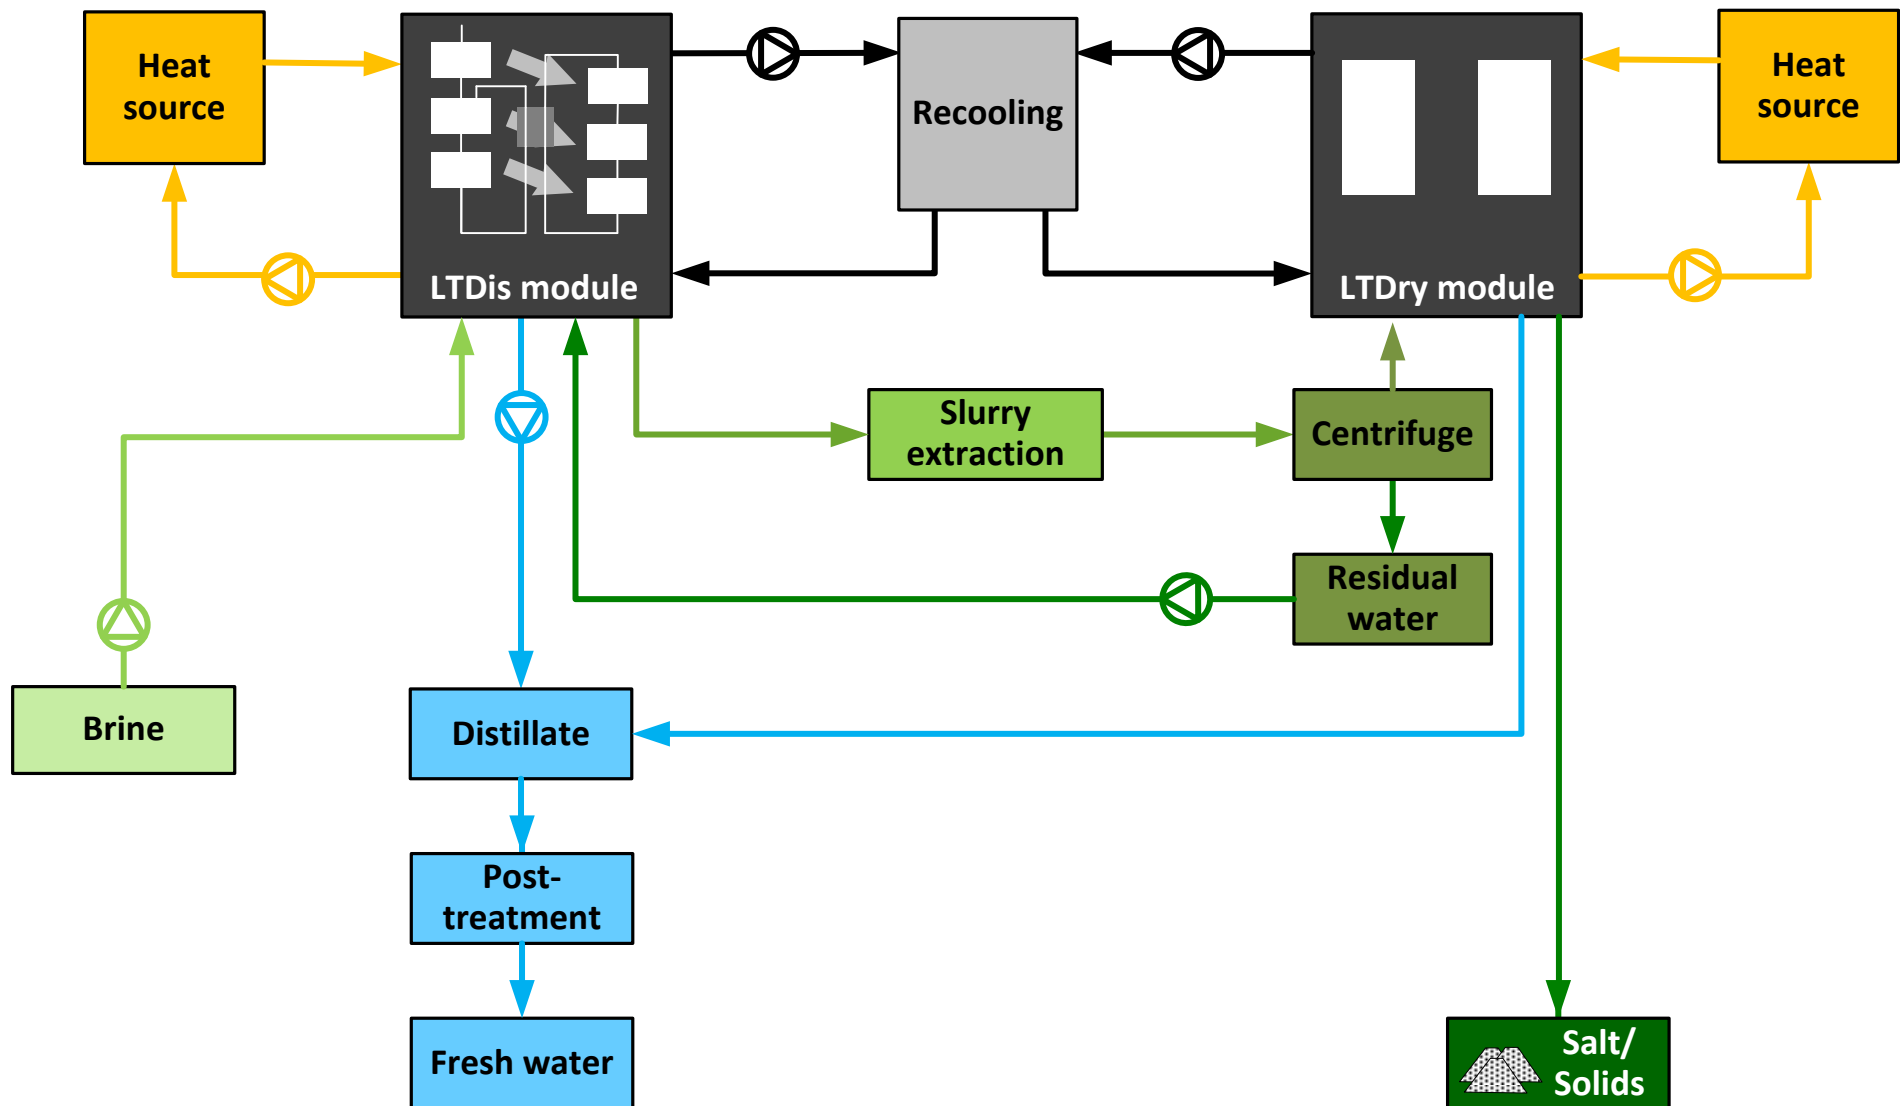 Heat
source
LTDis module
Recooling
LTDry module
Heat
source
Slurry
extraction
Centrifuge
Residual
water
Brine
Distillate
Post-
treatment
Fresh water
Salt/
Solids